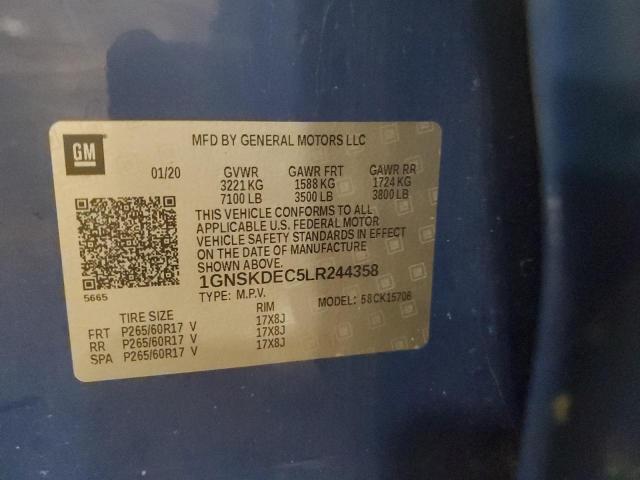 GM
MFD BY GENERAL MOTORS LLC
01/20 GVWR GAWR FRT GAWR RR
3221 KG 1588 KG 1724 KG
7100 LB 3500 LB 3800 LB
THIS VEHICLE CONFORMS TO ALL
APPLICABLE U.S. FEDERAL MOTOR
VEHICLE SAFETY STANDARDS IN EFFECT
ON THE DATE OF MANUFACTURE
SHOWN ABOVE.
1GNSKDEC5LR244358
5665
TYPE: M.P.V. MODEL: 58CK15706
TIRE SIZE RIM
FRT P265/60R17 V 17X8J
RR P265/60R17 V 17X8J
SPA P265/60R17 V 17X8J